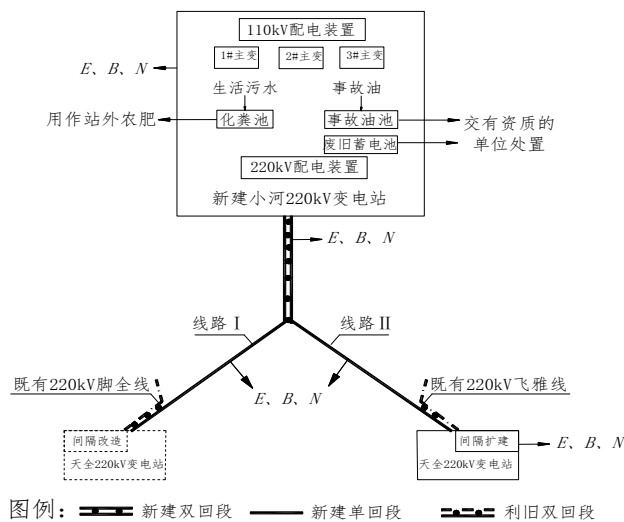 110kV配电装置
1#主变 2#主变 3#主变
E、B、N
生活污水 事故油
用作站外农肥 化粪池 事故油池 交有资质的
废旧蓄电池 单位处置
220kV配电装置
新建小河220kV变电站
E、B、N
线路Ⅰ 线路Ⅱ
既有220kV脚全线 既有220kV飞雅线
E、B、N
间隔改造 间隔扩建 E、B、N
天全220kV变电站 天全220kV变电站
图例： 新建双回段 新建单回段 利旧双回段